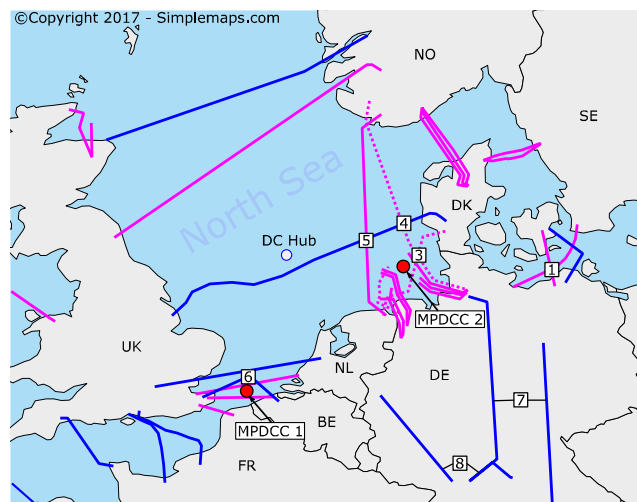 ©Copyright 2017 - Simplemaps.com
NO
SE
North Sea
DK
4
DC Hub
5
3
1
MPDCC 2
UK
NL
6
DE
7
MPDCC 1
BE
FR
8